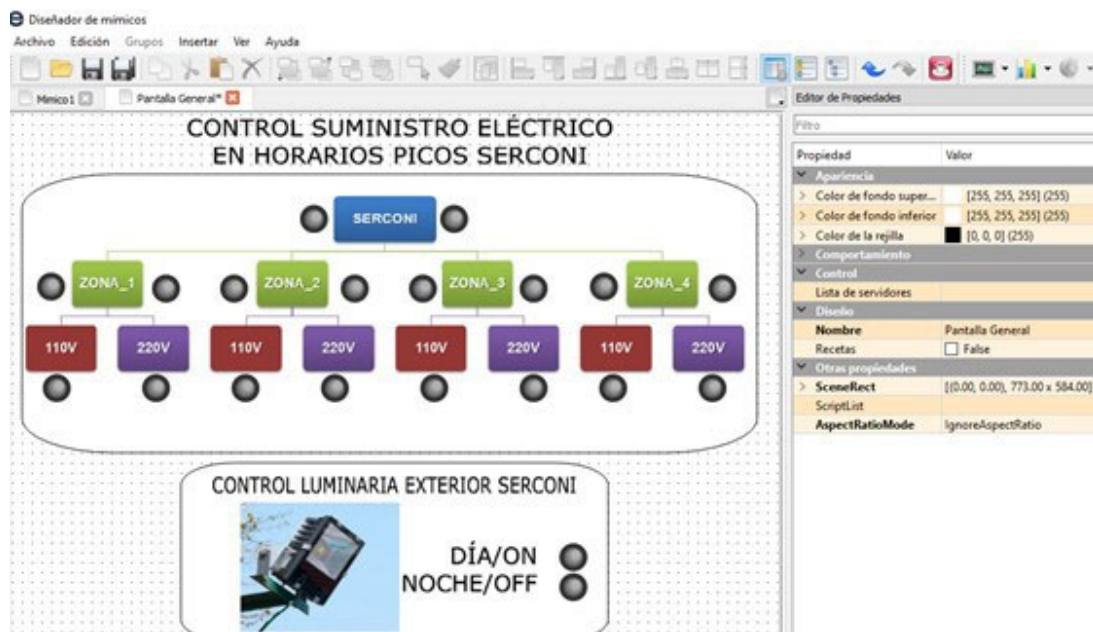 Diseñador de mimicos
Archivo Edición Grupos Insertar Ver Ayuda
Mimico1 Pantalla General*
Editor de Propiedades
Filtro
Propiedad Valor
Apariencia
Color de fondo super... [255, 255, 255] (255)
Color de fondo inferior [255, 255, 255] (255)
Color de la rejilla [0, 0, 0] (255)
Comportamiento
Control
Lista de servidores
Diseño
Nombre Pantalla General
Recetas False
Otras propiedades
SceneRect [(0.00, 0.00), 773.00 x 584.00]
ScriptList
AspectRatioMode IgnoreAspectRatio
CONTROL SUMINISTRO ELÉCTRICO
EN HORARIOS PICOS SERCONI
SERCONI
ZONA_1 ZONA_2 ZONA_3 ZONA_4
110V 220V 110V 220V 110V 220V 110V 220V
CONTROL LUMINARIA EXTERIOR SERCONI
DÍA/ON
NOCHE/OFF